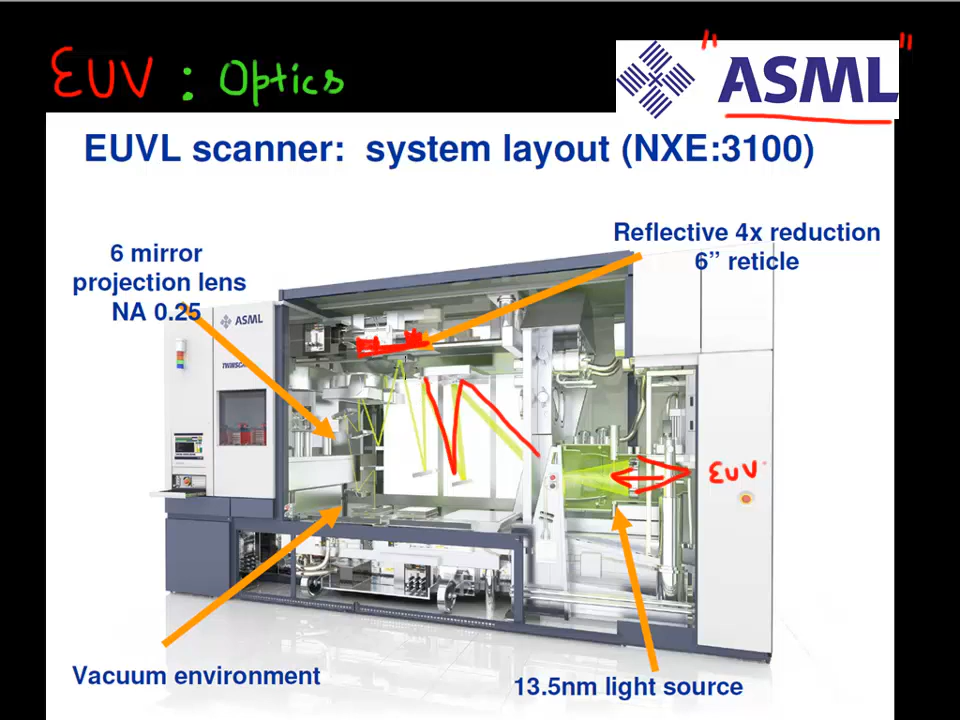 EUV : Optics
" ASML "
EUVL scanner: system layout (NXE:3100)
Reflective 4x reduction
6” reticle
6 mirror
projection lens
NA 0.25
ASML
TWINSCAN
EUV
Vacuum environment
13.5nm light source